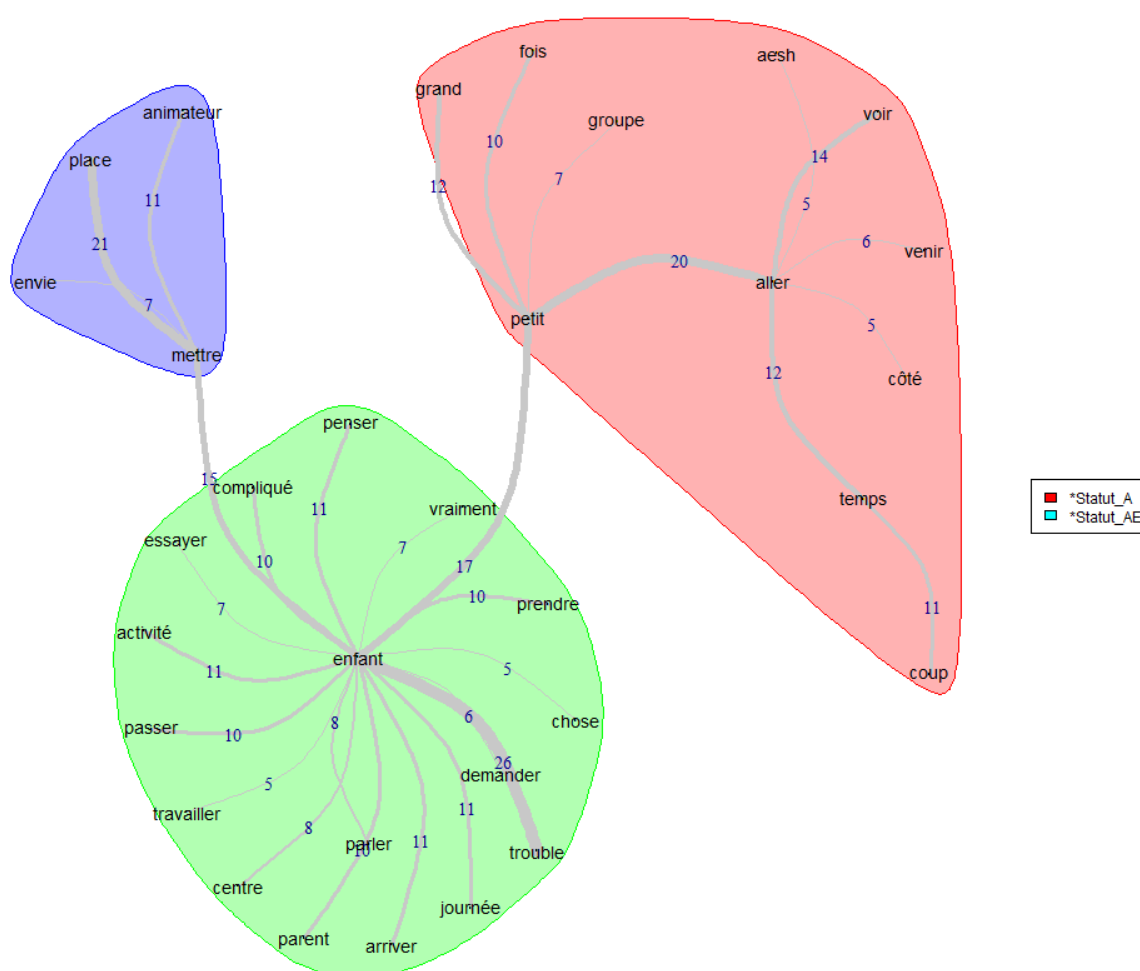 fois
aesh
grand
animateur
voir
groupe
10
14
place
7
12
11
5
21
6
venir
envie
20
aller
7
petit
5
mettre
12
côté
penser
15
compliqué
temps
*Statut_A
*Statut_AE
11
vraiment
essayer
7
10
17
10
prendre
7
11
activité
enfant
11
5
coup
passer
10
8
6
chose
26
demander
5
11
travailler
8
11
parler
10
trouble
centre
journée
parent
arriver